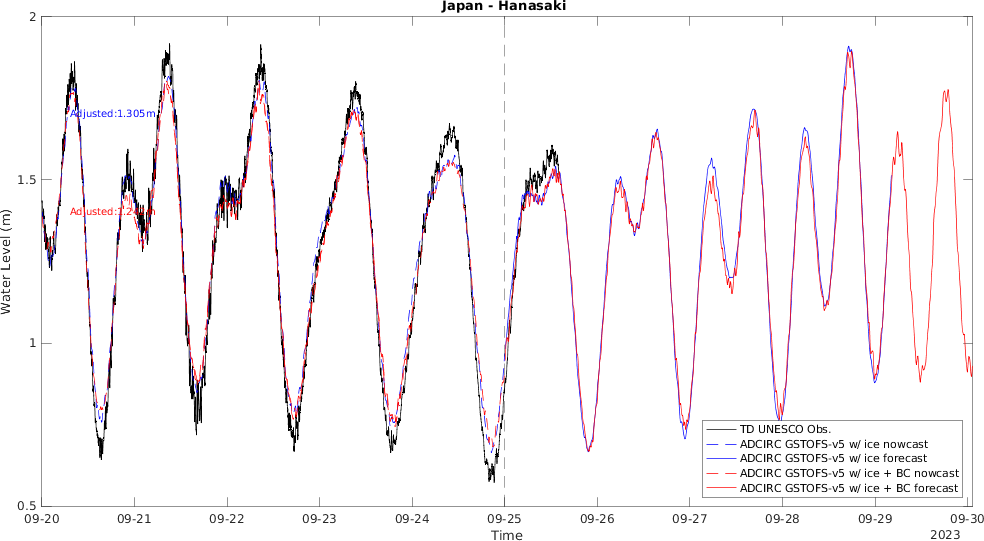 Japan - Hanasaki
2
1.5
1
0.5
Water Level (m)
Adjusted:1.305m
09-20
09-21
09-22
09-23
09-24
09-25
09-26
09-27
09-28
09-29
09-30
Time
2023
TD UNESCO Obs.
ADCIRC GSTOFS-v5 w/ ice nowcast
ADCIRC GSTOFS-v5 w/ ice forecast
ADCIRC GSTOFS-v5 w/ ice + BC nowcast
ADCIRC GSTOFS-v5 w/ ice + BC forecast